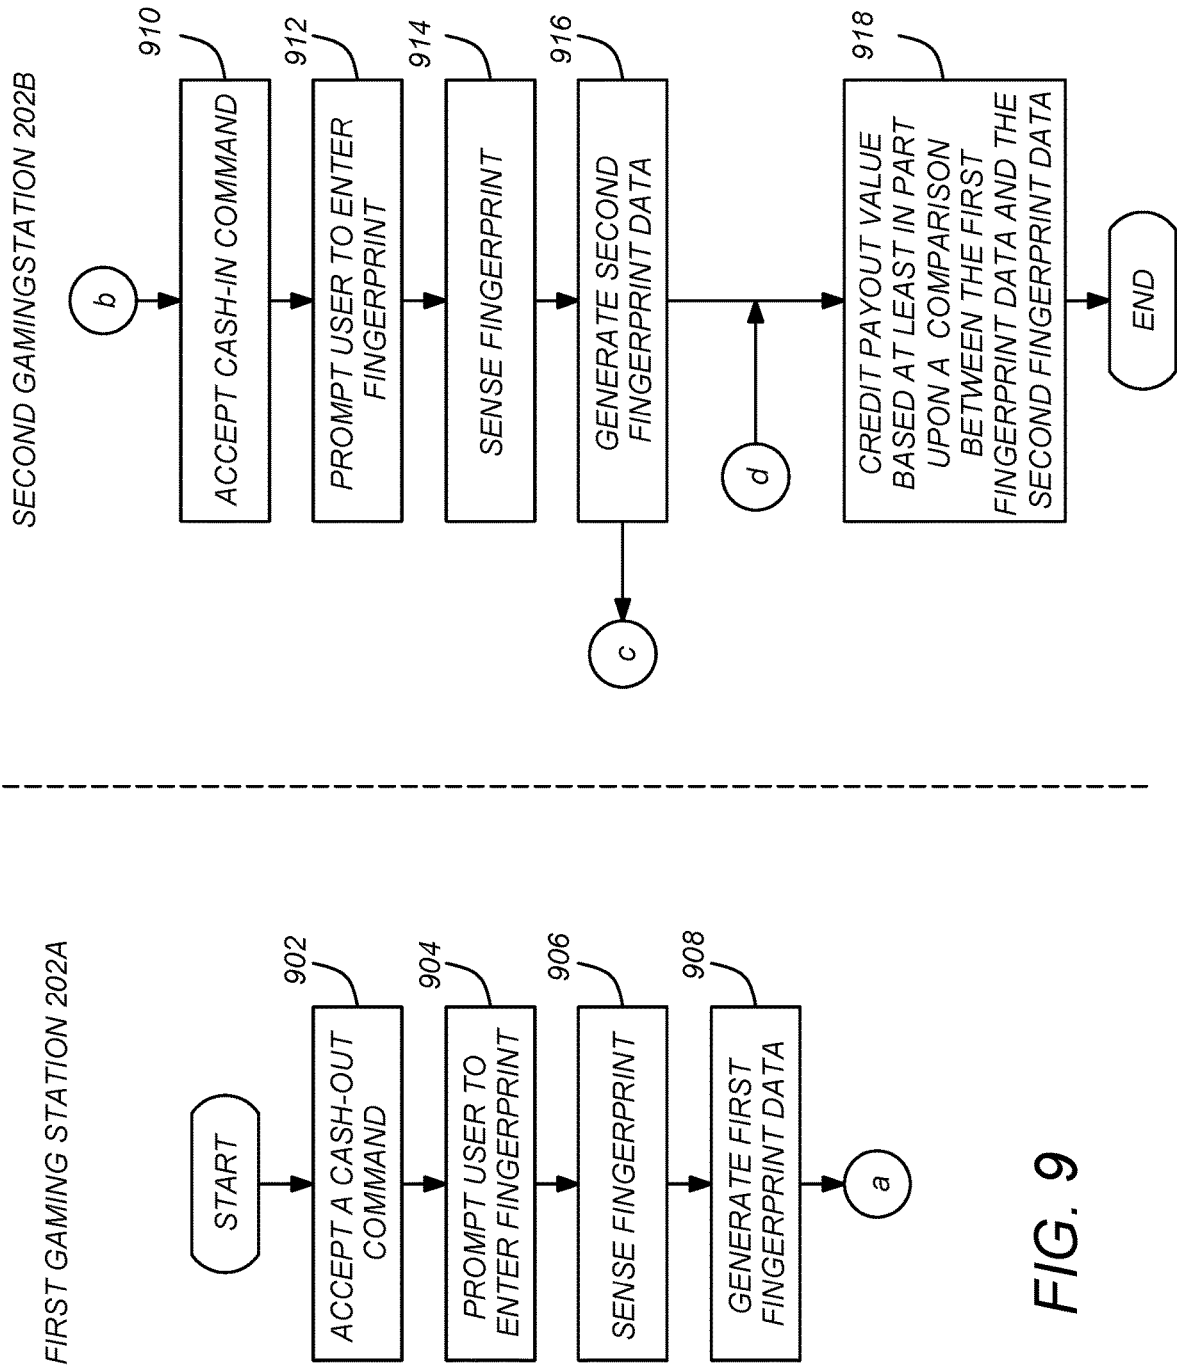 FIRST GAMING STATION 202A
START
902
ACCEPT A CASH-OUT
COMMAND
904
PROMPT USER TO
ENTER FINGERPRINT
906
SENSE FINGERPRINT
908
GENERATE FIRST
FINGERPRINT DATA
a
FIG. 9
SECOND GAMINGSTATION 202B
b
910
ACCEPT CASH-IN COMMAND
912
PROMPT USER TO ENTER
FINGERPRINT
914
SENSE FINGERPRINT
916
GENERATE SECOND
FINGERPRINT DATA
c
d
918
CREDIT PAYOUT VALUE
BASED AT LEAST IN PART
UPON A COMPARISON
BETWEEN THE FIRST
FINGERPRINT DATA AND THE
SECOND FINGERPRINT DATA
END